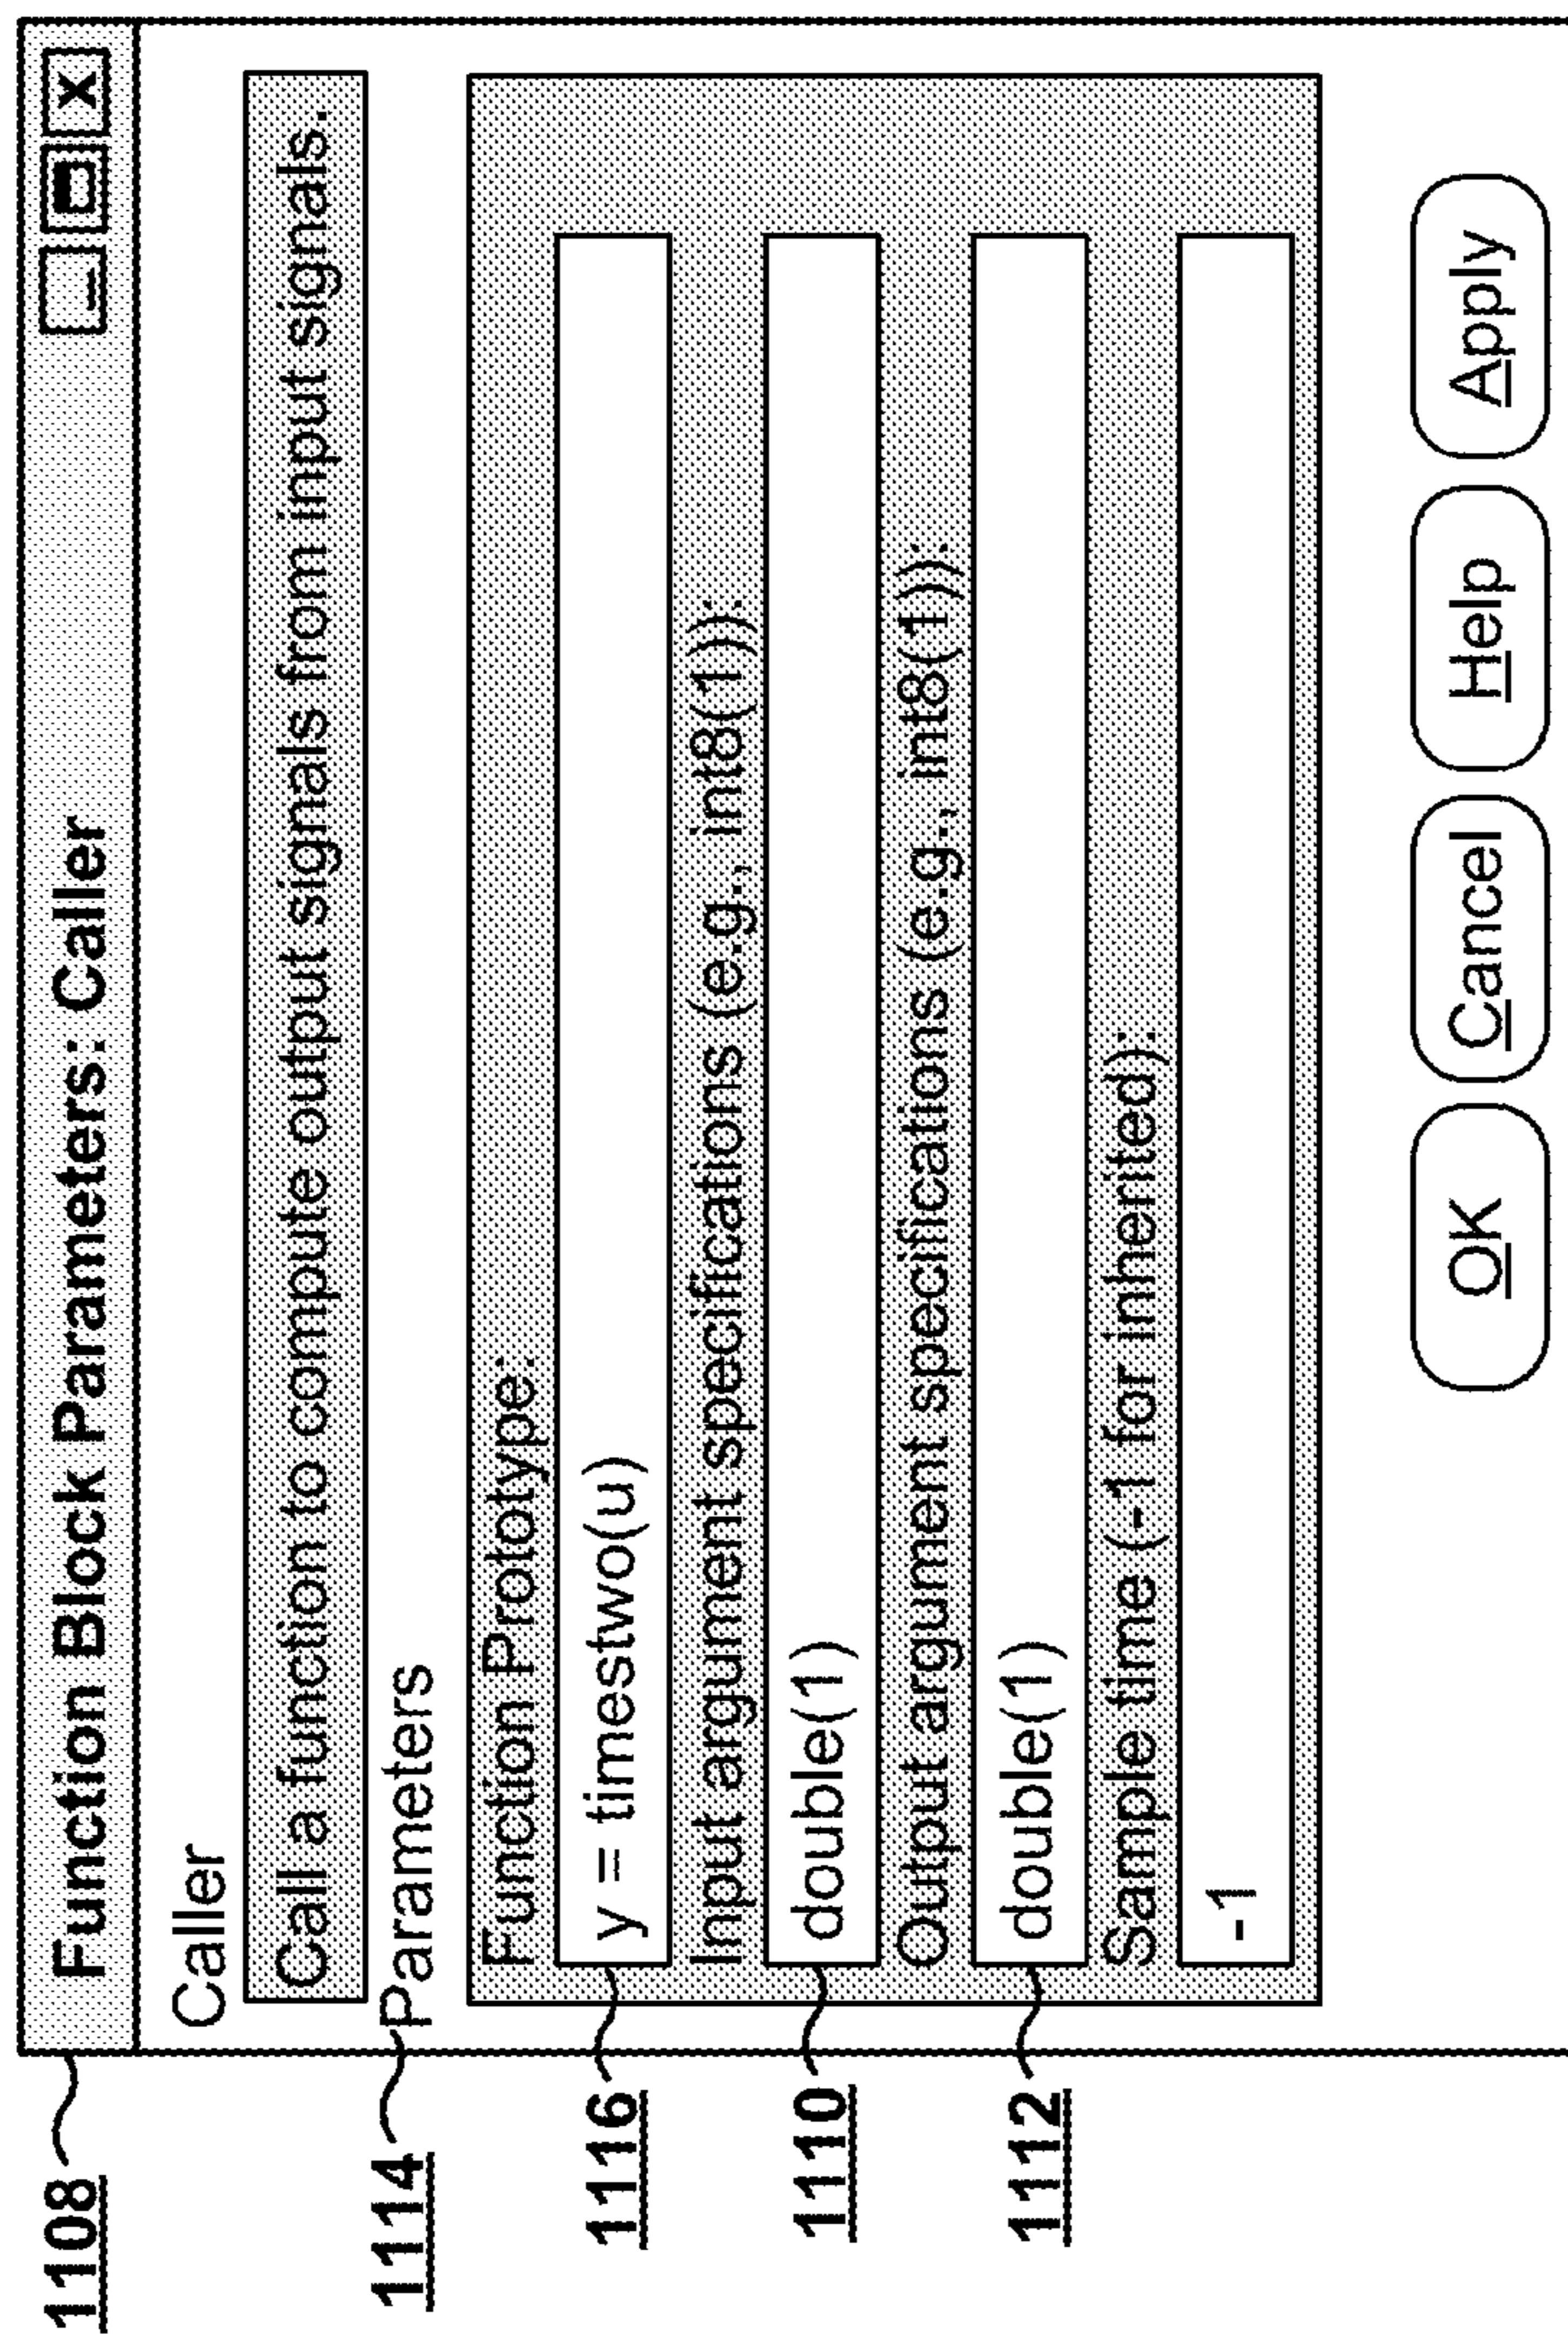 1108
Function Block Parameters: Caller
_ X
Caller
Call a function to compute output signals from input signals.
1114
Parameters
Function Prototype:
1116
y = timestwo(u)
Input argument specifications (e.g., int8(1)):
1110
double(1)
Output argument specifications (e.g., int8(1)):
1112
double(1)
Sample time (-1 for inherited):
-1
OK Cancel Help Apply